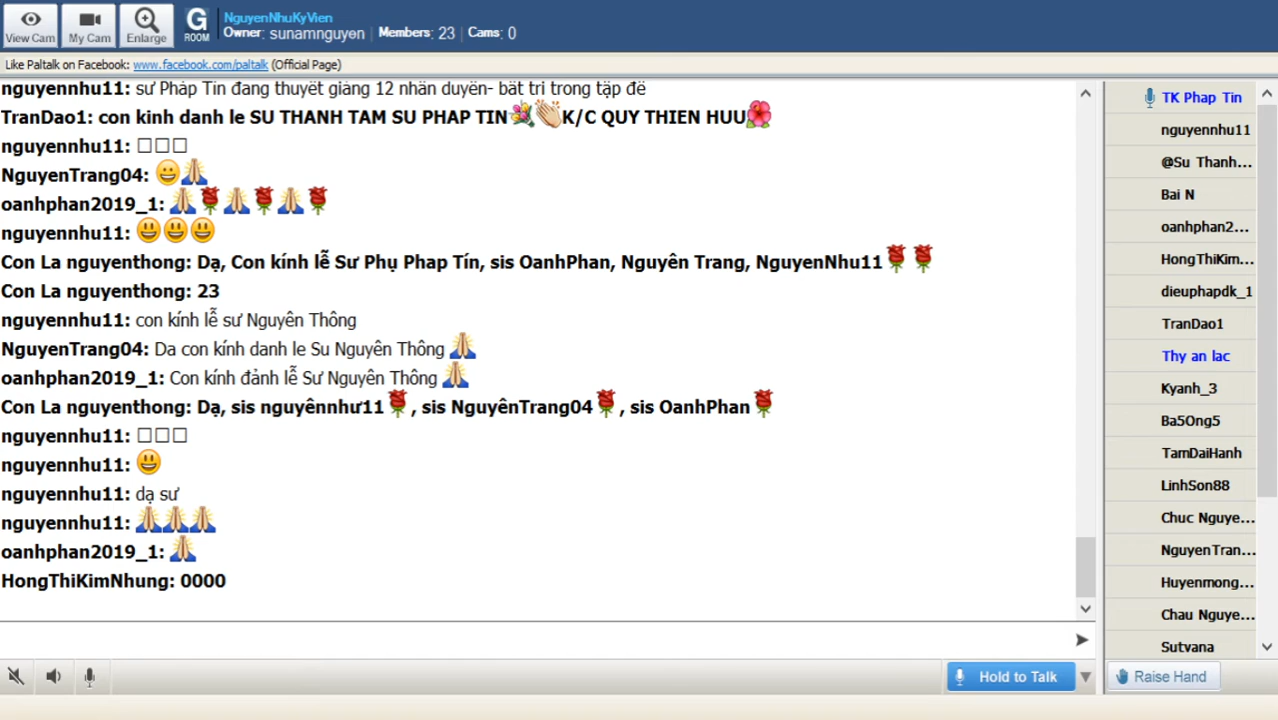 View Cam
My Cam
Enlarge
G
ROOM
NguyenNhuKyVien
Owner: sunamnguyen | Members: 23 | Cams: 0
Like Paltalk on Facebook: www.facebook.com/paltalk (Official Page)
nguyennhu11: sư Pháp Tín đang thuyết giảng 12 nhân duyên- bất tri trong tập đế
TranDao1: con kinh danh le SU THANH TAM SU PHAP TIN💐👏K/C QUY THIEN HUU🌺
nguyennhu11: □□□
NguyenTrang04: 😀🙏
oanhphan2019_1: 🙏🌹🙏🌹🙏🌹
nguyennhu11: 😃😃😃
Con La nguyenthong: Dạ, Con kính lễ Sư Phụ Phap Tín, sis OanhPhan, Nguyên Trang, NguyenNhu11🌹🌹
Con La nguyenthong: 23
nguyennhu11: con kính lễ sư Nguyên Thông
NguyenTrang04: Da con kính danh le Su Nguyên Thông 🙏
oanhphan2019_1: Con kính đảnh lễ Sư Nguyên Thông 🙏
Con La nguyenthong: Dạ, sis nguyênnhư11🌹, sis NguyênTrang04🌹, sis OanhPhan🌹
nguyennhu11: □□□
nguyennhu11: 😃
nguyennhu11: dạ sư
nguyennhu11: 🙏🙏🙏
oanhphan2019_1: 🙏
HongThiKimNhung: 0000
TK Phap Tin
nguyennhu11
@Su Thanh...
Bai N
oanhphan2...
HongThiKim...
dieuphapdk_1
TranDao1
Thy an lac
Kyanh_3
Ba5Ong5
TamDaiHanh
LinhSon88
Chuc Nguye...
NguyenTran...
Huyenmong...
Chau Nguye...
Sutvana
Hold to Talk
Raise Hand